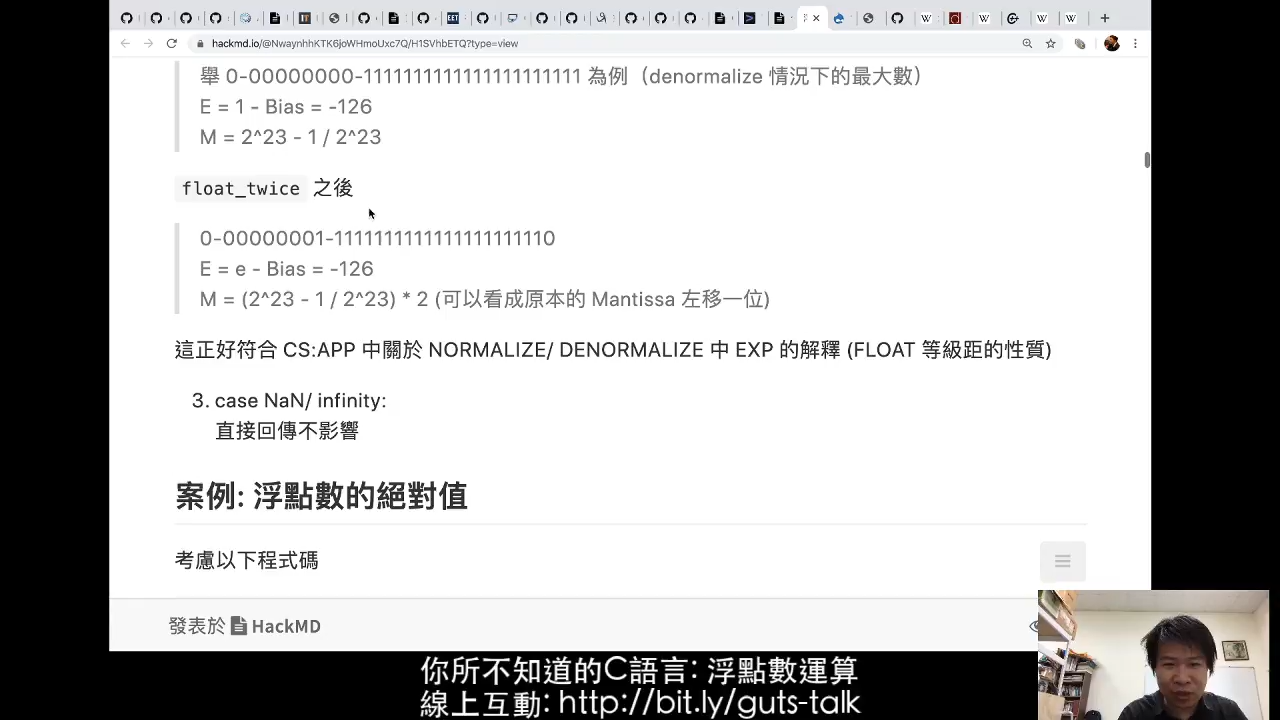 hackmd.io/@NwaynhhKTK6joWHmoUxc7Q/H1SVhbETQ?type=view
舉 0-00000000-11111111111111111111111 為例（denormalize 情況下的最大數）
E = 1 - Bias = -126
M = 2^23 - 1 / 2^23
float_twice 之後
0-00000001-11111111111111111111110
E = e - Bias = -126
M = (2^23 - 1 / 2^23) * 2 (可以看成原本的 Mantissa 左移一位)
這正好符合 CS:APP 中關於 NORMALIZE/ DENORMALIZE 中 EXP 的解釋 (FLOAT 等級距的性質)
3. case NaN/ infinity:
直接回傳不影響
案例: 浮點數的絕對值
考慮以下程式碼
發表於 HackMD
你所不知道的C語言: 浮點數運算
線上互動: http://bit.ly/guts-talk